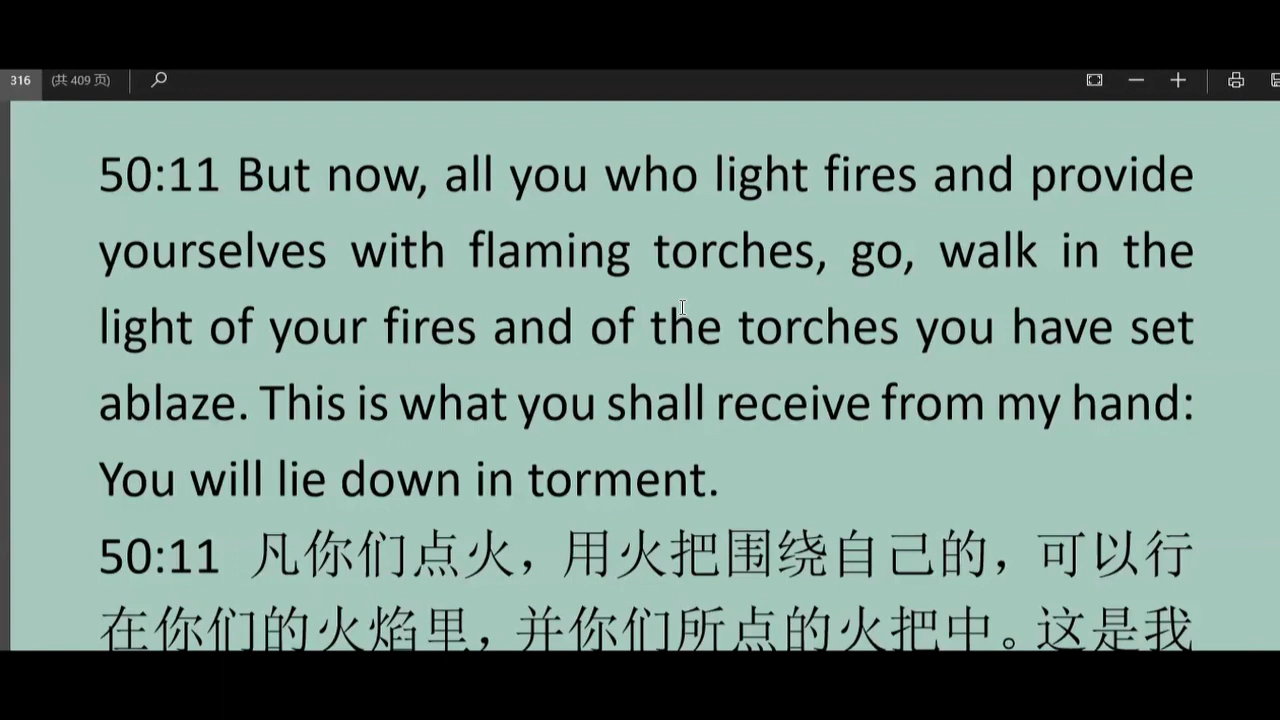 316 (共 409 页)
50:11 But now, all you who light fires and provide
yourselves with flaming torches, go, walk in the
light of your fires and of the torches you have set
ablaze. This is what you shall receive from my hand:
You will lie down in torment.
50:11 凡你们点火，用火把围绕自己的，可以行
在你们的火焰里，并你们所点的火把中。这是我